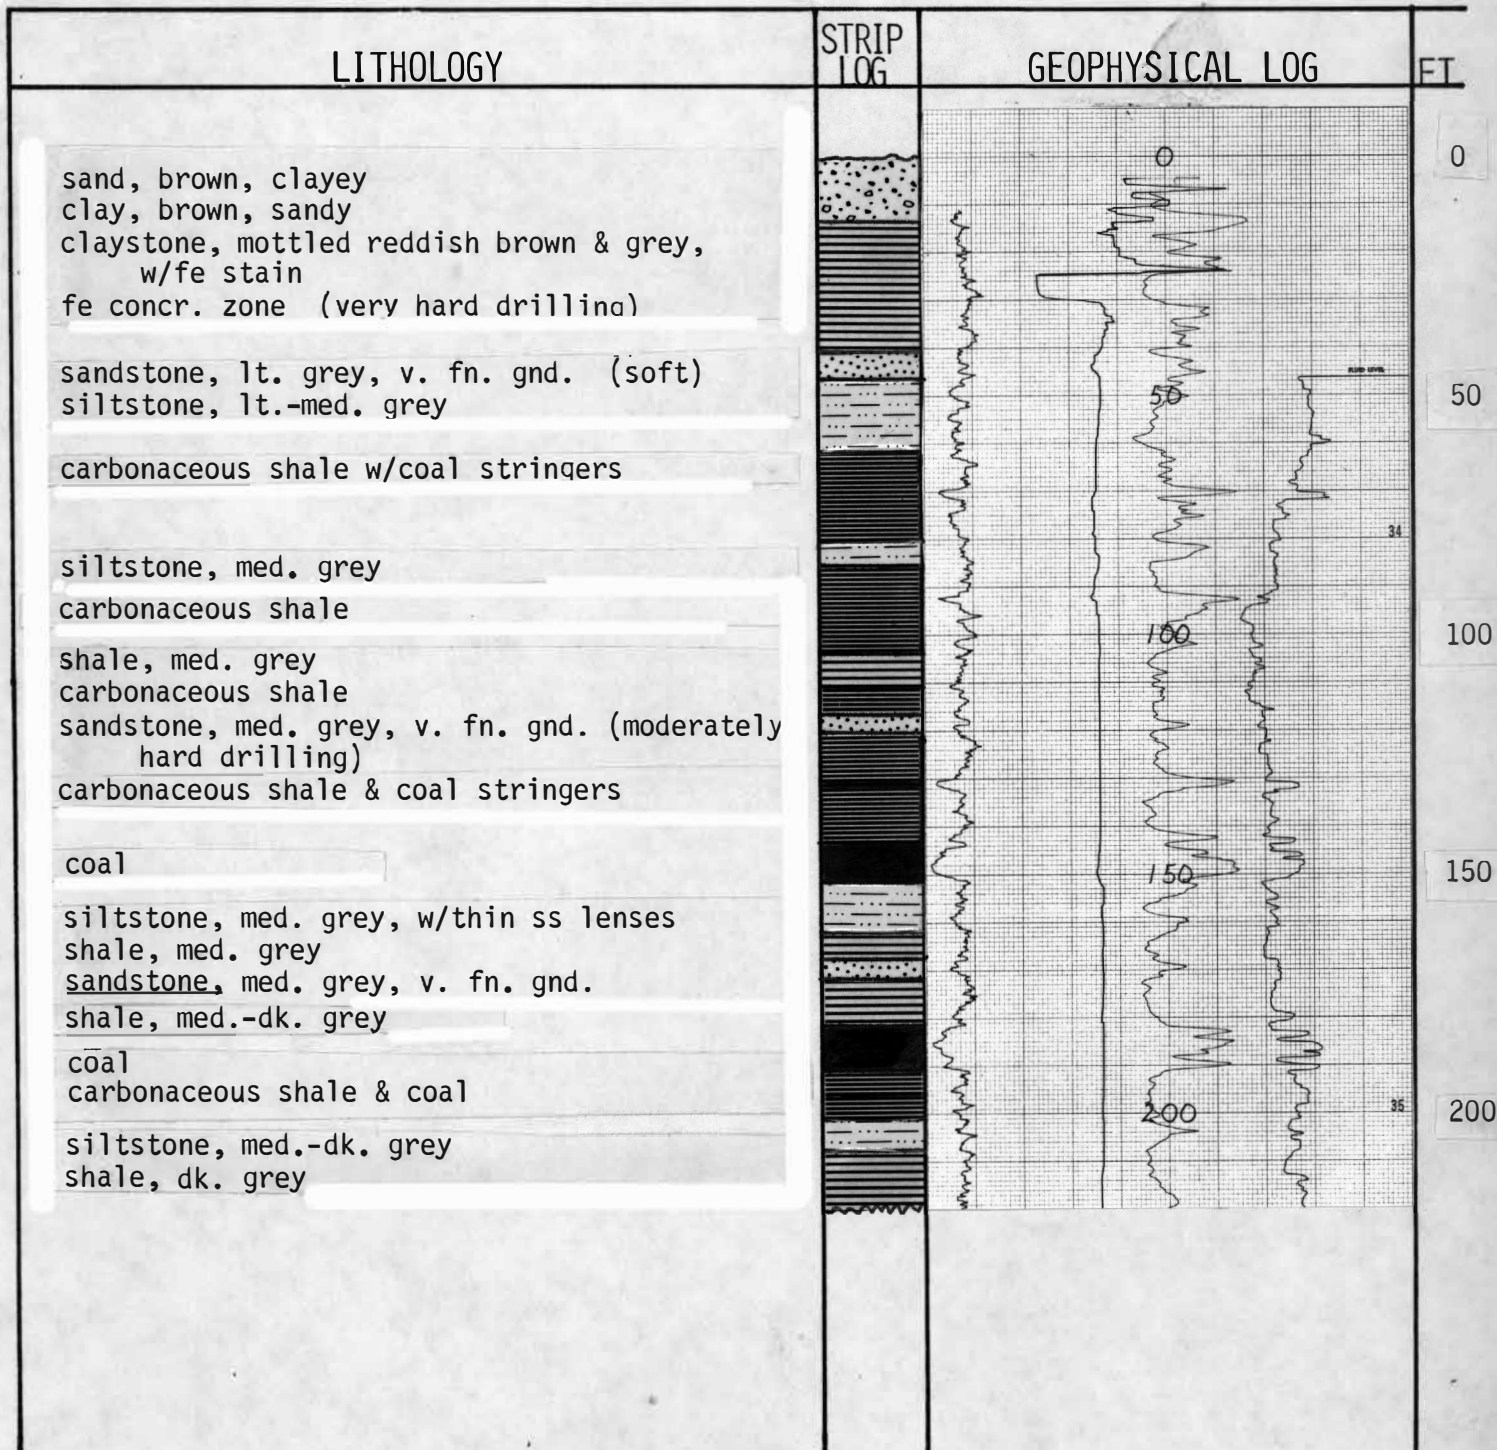 LITHOLOGY
STRIP
LOG
GEOPHYSICAL LOG
FT
sand, brown, clayey
clay, brown, sandy
claystone, mottled reddish brown & grey,
w/fe stain
fe concr. zone (very hard drilling)
sandstone, lt. grey, v. fn. gnd. (soft)
siltstone, lt.-med. grey
carbonaceous shale w/coal stringers
siltstone, med. grey
carbonaceous shale
shale, med. grey
carbonaceous shale
sandstone, med. grey, v. fn. gnd. (moderately
hard drilling)
carbonaceous shale & coal stringers
coal
siltstone, med. grey, w/thin ss lenses
shale, med. grey
sandstone, med. grey, v. fn. gnd.
shale, med.-dk. grey
coal
carbonaceous shale & coal
siltstone, med.-dk. grey
shale, dk. grey
0
FLUID LEVEL
50
34
100
150
200
35
0
50
100
150
200